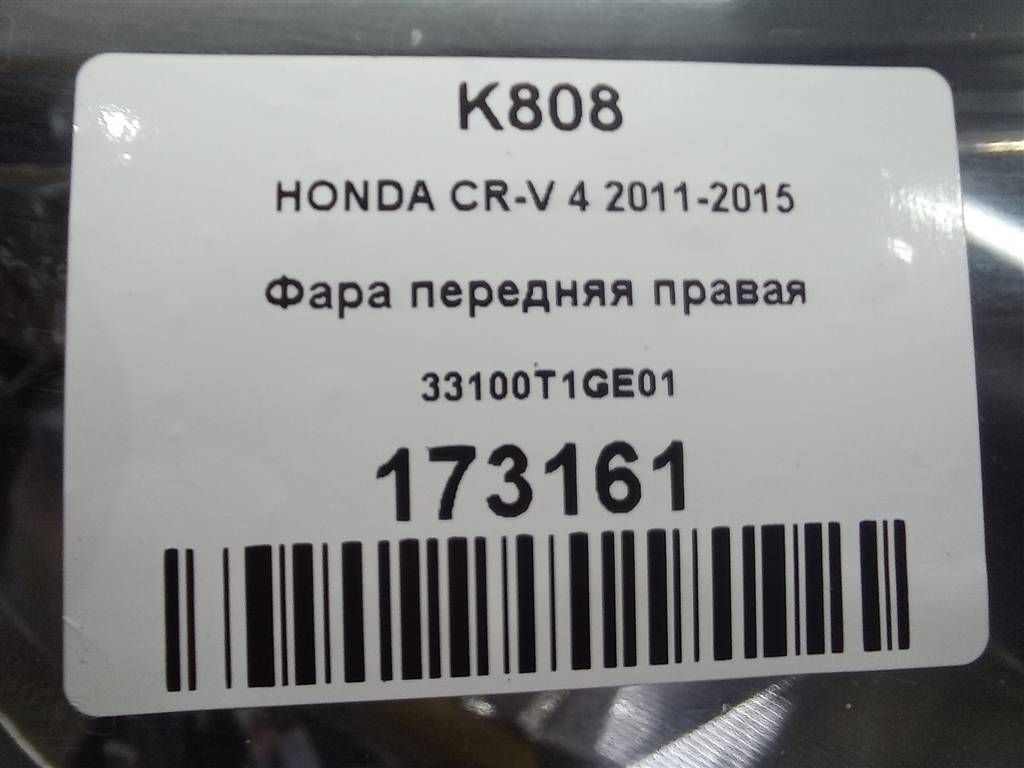 K808
HONDA CR-V 4 2011-2015
Фара передняя правая
33100T1GE01
173161